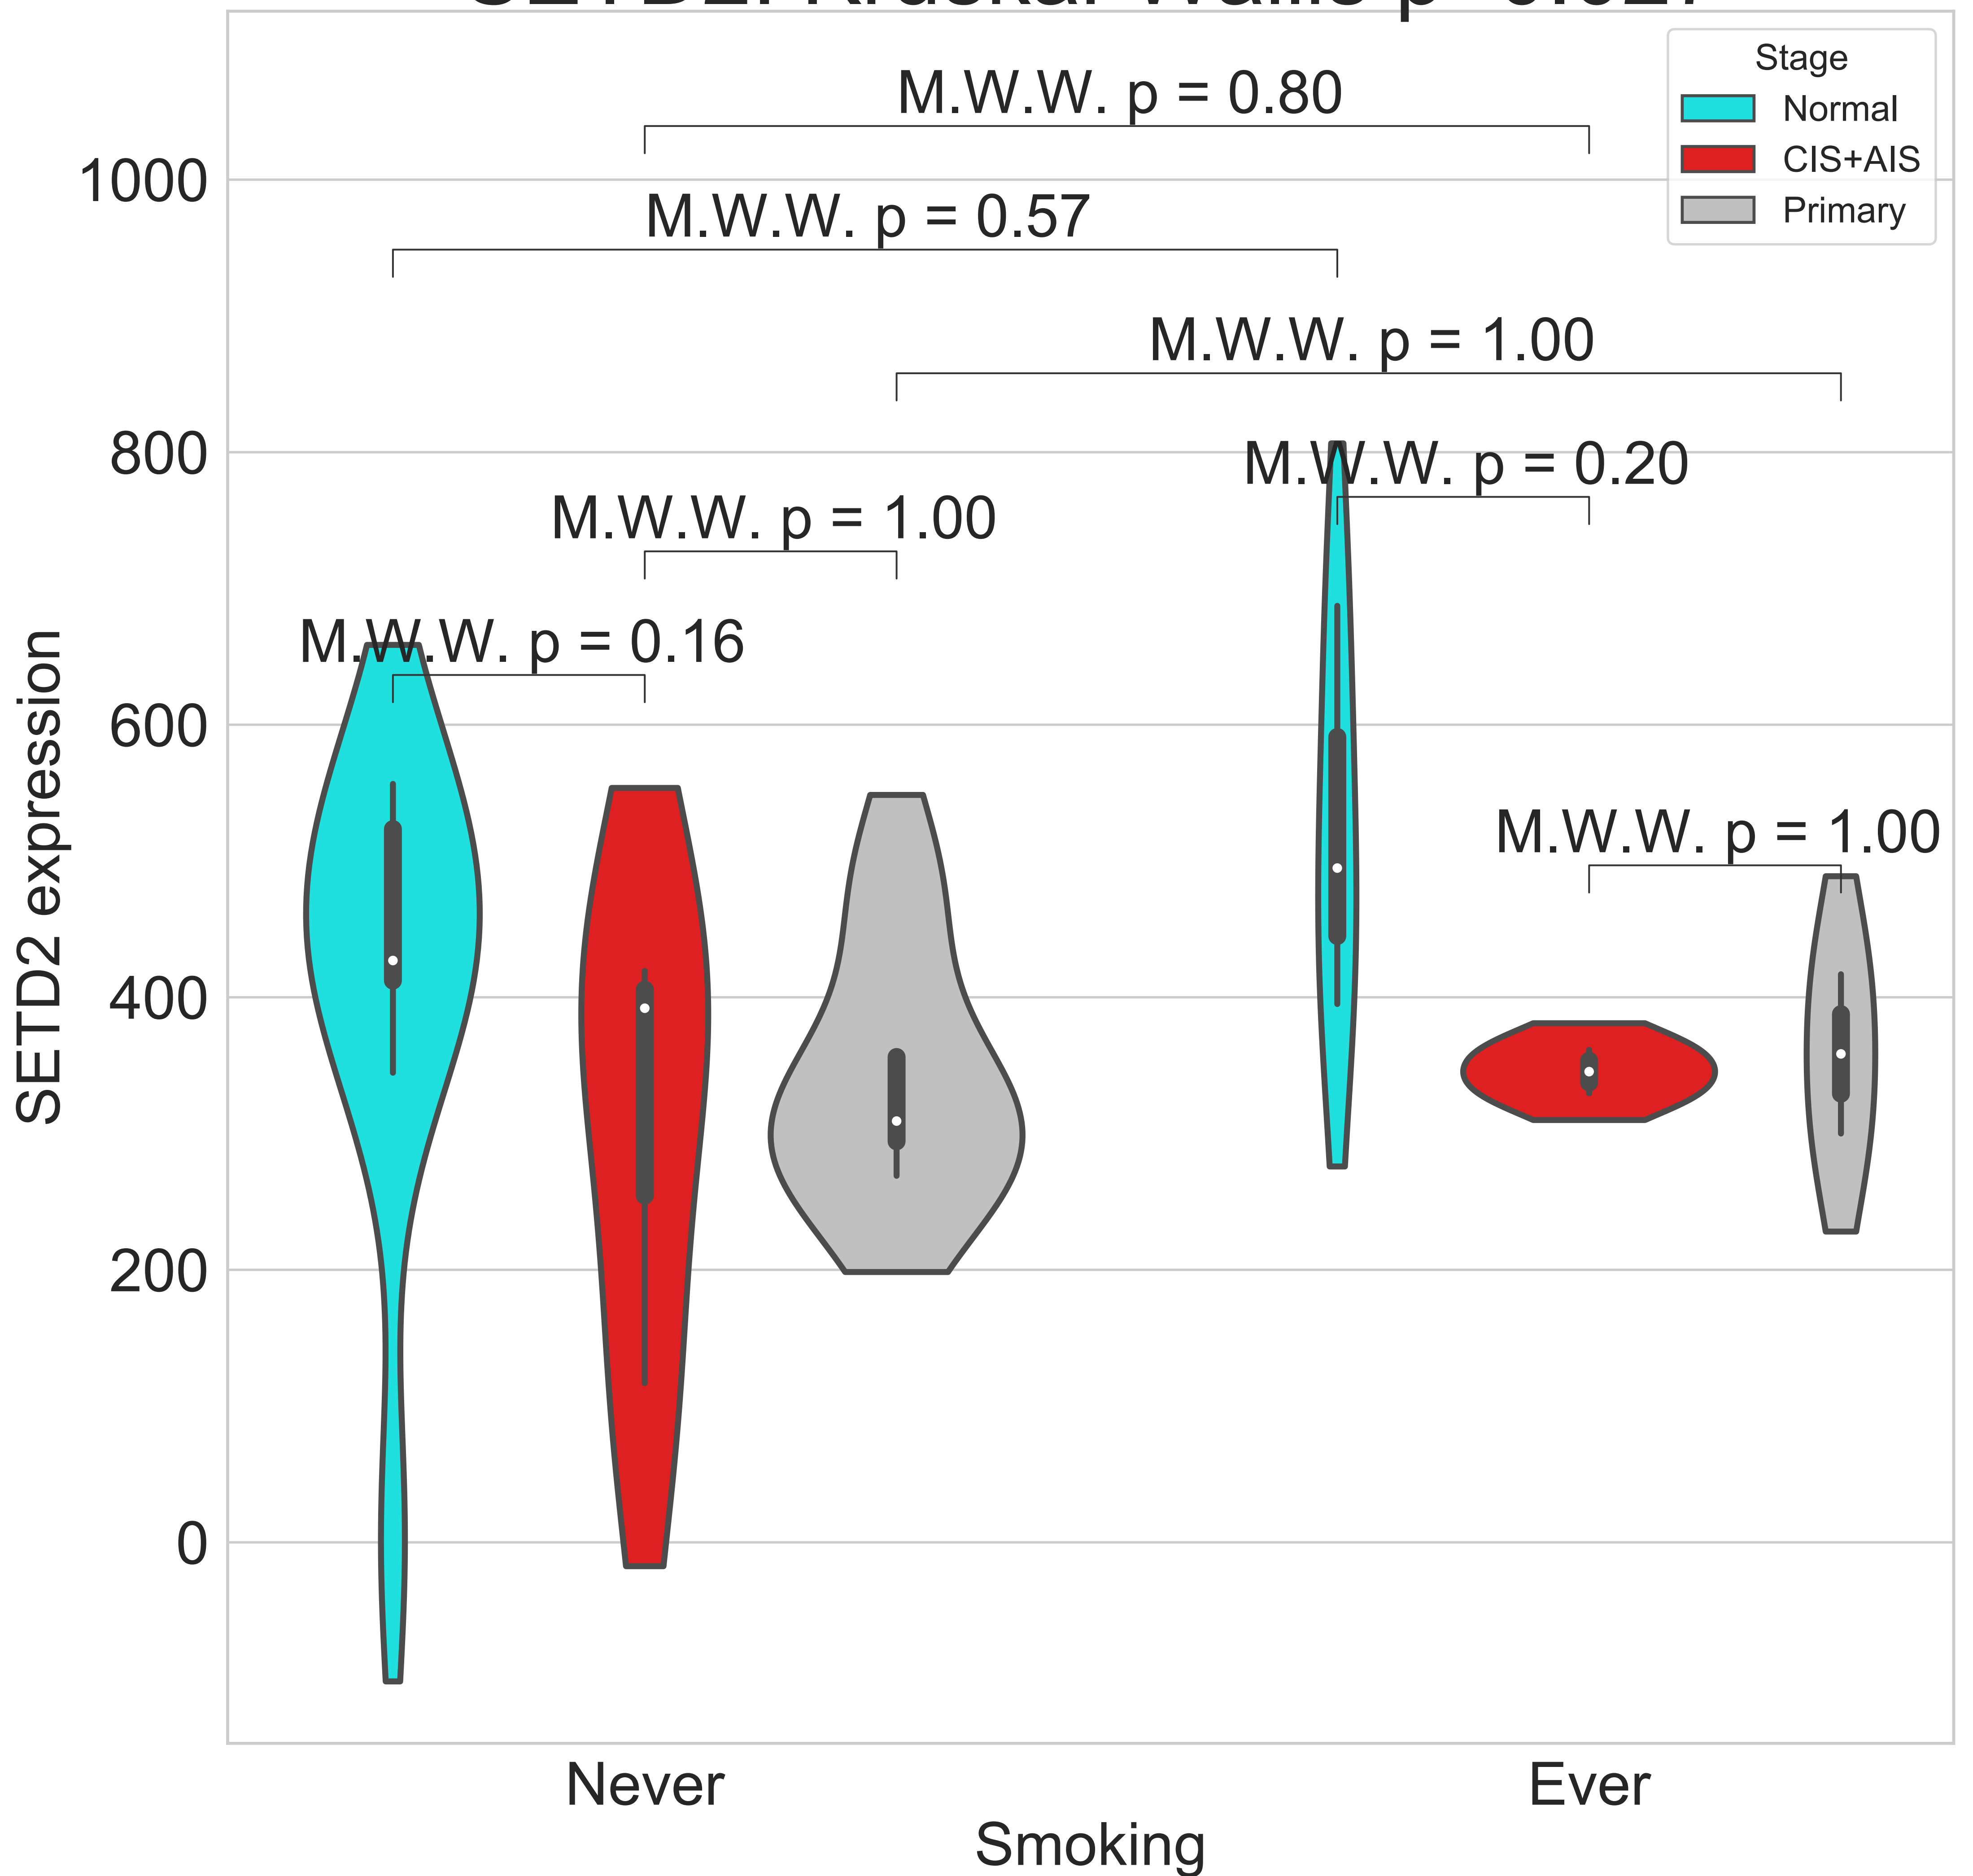 Stage
Normal
CIS+AIS
Primary
M.W.W. p = 0.80
M.W.W. p = 0.57
M.W.W. p = 1.00
M.W.W. p = 0.20
M.W.W. p = 1.00
M.W.W. p = 0.16
M.W.W. p = 1.00
1000
800
600
400
200
0
SETD2 expression
Never
Ever
Smoking